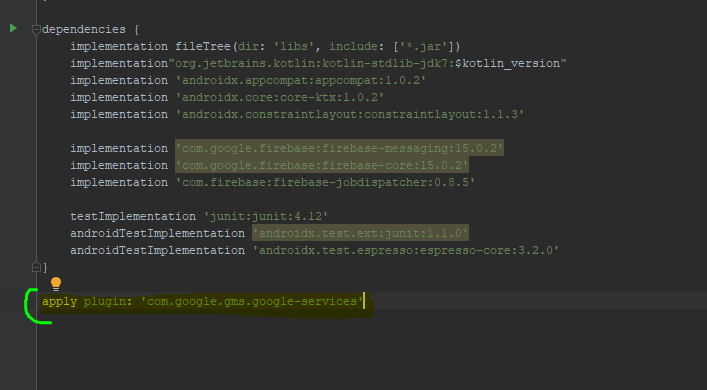 dependencies {
implementation fileTree(dir: 'libs', include: ['*.jar'])
implementation"org.jetbrains.kotlin:kotlin-stdlib-jdk7:$kotlin_version"
implementation 'androidx.appcompat:appcompat:1.0.2'
implementation 'androidx.core:core-ktx:1.0.2'
implementation 'androidx.constraintlayout:constraintlayout:1.1.3'
implementation 'com.google.firebase:firebase-messaging:15.0.2'
implementation 'com.google.firebase:firebase-core:15.0.2'
implementation 'com.firebase:firebase-jobdispatcher:0.8.5'
testImplementation 'junit:junit:4.12'
androidTestImplementation 'androidx.test.ext:junit:1.1.0'
androidTestImplementation 'androidx.test.espresso:espresso-core:3.2.0'
}
apply plugin: 'com.google.gms.google-services'